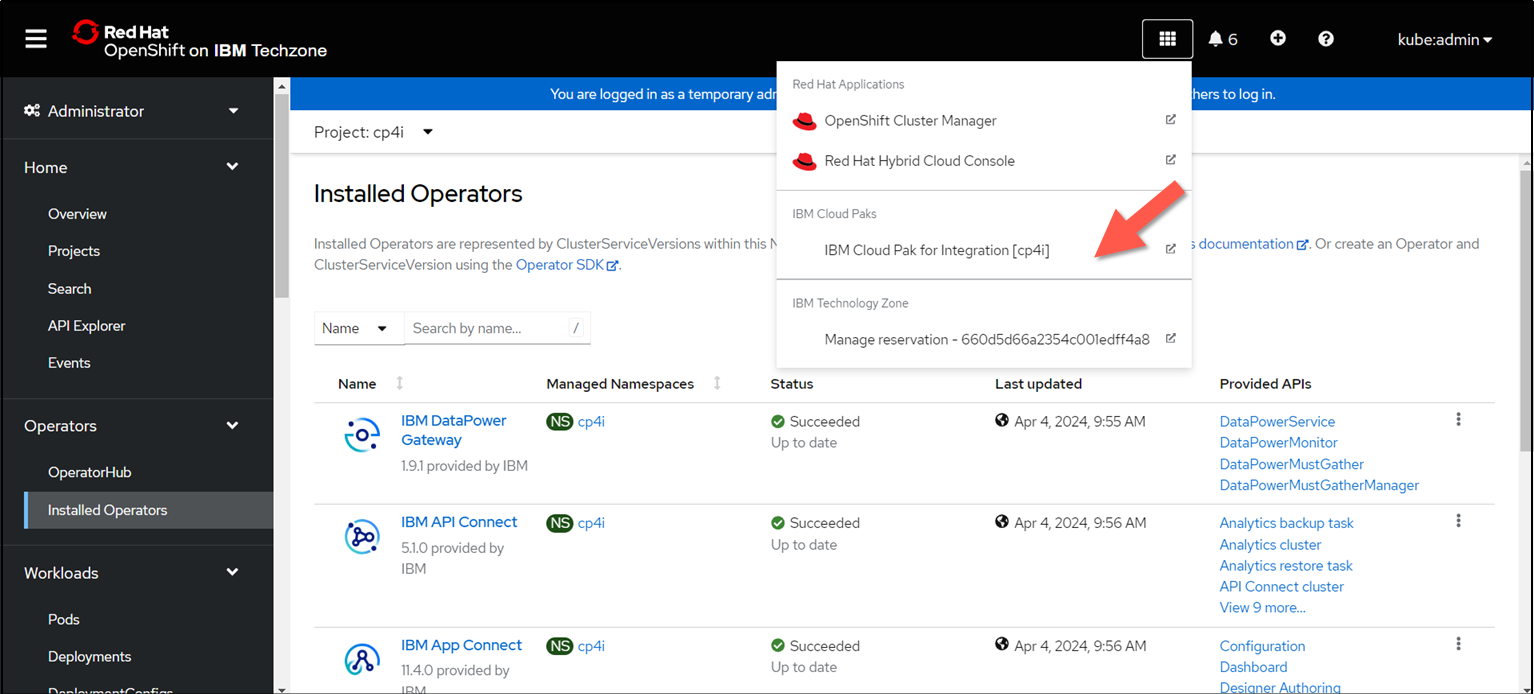 Red Hat
OpenShift on IBM Techzone
6
kube:admin
Administrator
Home
Overview
Projects
Search
API Explorer
Events
Operators
OperatorHub
Installed Operators
Workloads
Pods
Deployments
DeploymentConfigs
You are logged in as a temporary
hers to log in.
Project: cp4i
Installed Operators
Installed Operators are represented by ClusterServiceVersions within this
documentation. Or create an Operator and
ClusterServiceVersion using the Operator SDK.
Red Hat Applications
OpenShift Cluster Manager
Red Hat Hybrid Cloud Console
IBM Cloud Paks
IBM Cloud Pak for Integration [cp4i]
IBM Technology Zone
Manage reservation - 660d5d66a2354c001edff4a8
Name
Search by name...
/
Name Managed Namespaces Status Last updated Provided APIs
IBM DataPower Gateway
1.9.1 provided by IBM
NS cp4i
Succeeded
Up to date
Apr 4, 2024, 9:55 AM
DataPowerService
DataPowerMonitor
DataPowerMustGather
DataPowerMustGatherManager
IBM API Connect
5.1.0 provided by
IBM
NS cp4i
Succeeded
Up to date
Apr 4, 2024, 9:56 AM
Analytics backup task
Analytics cluster
Analytics restore task
API Connect cluster
View 9 more...
IBM App Connect
11.4.0 provided by
IBM
NS cp4i
Succeeded
Up to date
Apr 4, 2024, 9:56 AM
Configuration
Dashboard
Designer Authoring